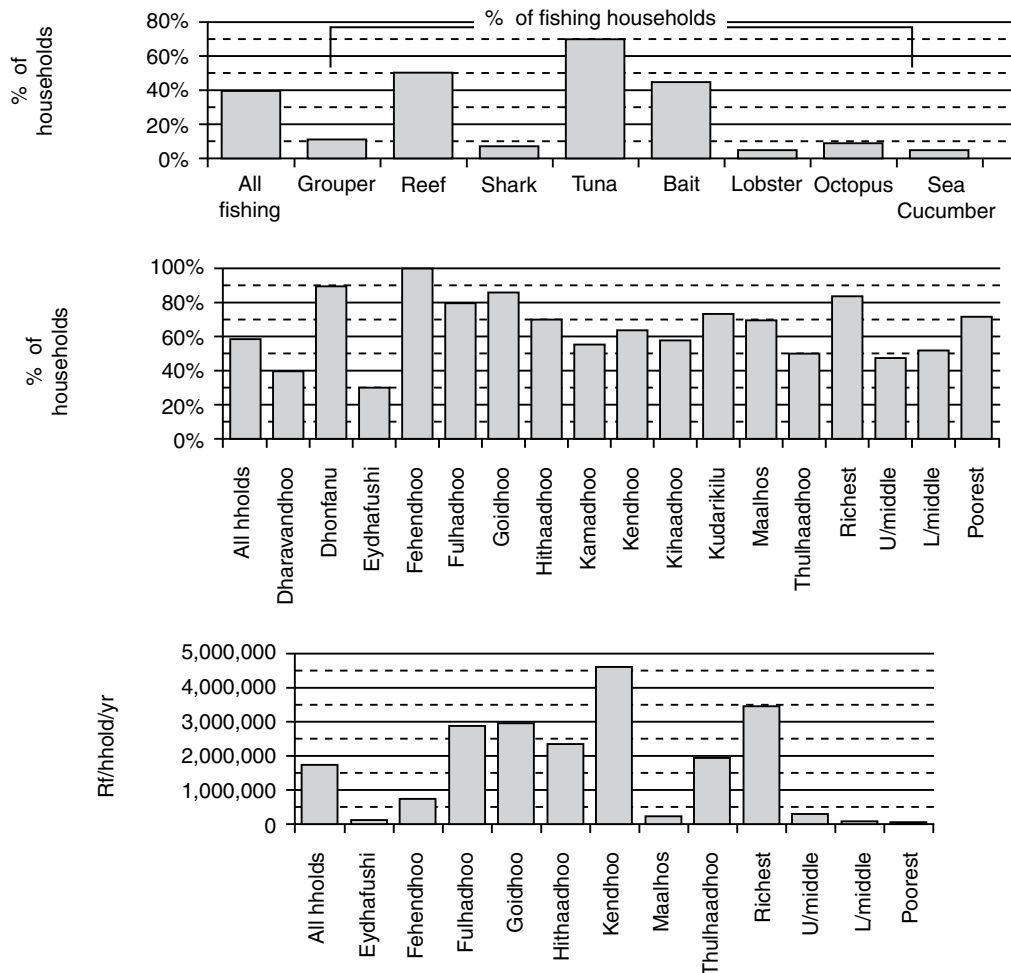 % of fishing households
% of
households
80%
60%
40%
20%
0%
All
fishing
Grouper
Reef
Shark
Tuna
Bait
Lobster
Octopus
Sea
Cucumber
% of
households
100%
80%
60%
40%
20%
0%
All hholds
Dharavandhoo
Dhonfanu
Eydhafushi
Fehendhoo
Fulhadhoo
Goidhoo
Hithaadhoo
Kamadhoo
Kendhoo
Kihaadhoo
Kudarikilu
Maalhos
Thulhaadhoo
Richest
U/middle
L/middle
Poorest
Rf/hhold/yr
5,000,000
4,000,000
3,000,000
2,000,000
1,000,000
0
All hholds
Eydhafushi
Fehendhoo
Fulhadhoo
Goidhoo
Hithaadhoo
Kendhoo
Maalhos
Thulhaadhoo
Richest
U/middle
L/middle
Poorest